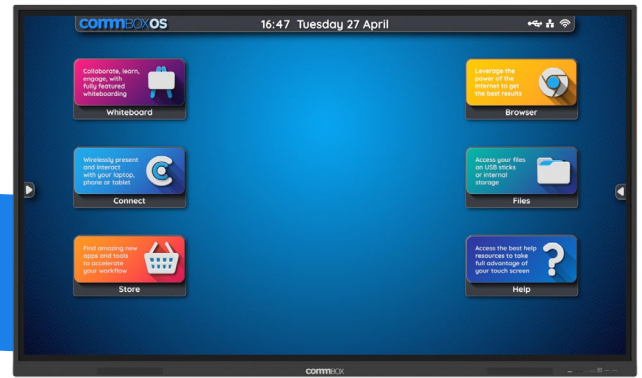 commBOXOS
16:47 Tuesday 27 April
Collaborate, learn,
engage, with
fully featured
whiteboarding
Whiteboard
Leverage the
power of the
Internet to get
the best results
Browser
Wirelessly present
and interact
with your laptop,
phone or tablet
Connect
Access your files
on USB sticks
or internal
storage
Files
Find amazing new
apps and tools
to accelerate
your workflow
Store
Access the best help
resources to take
full advantage of
your touch screen
Help
commBOX